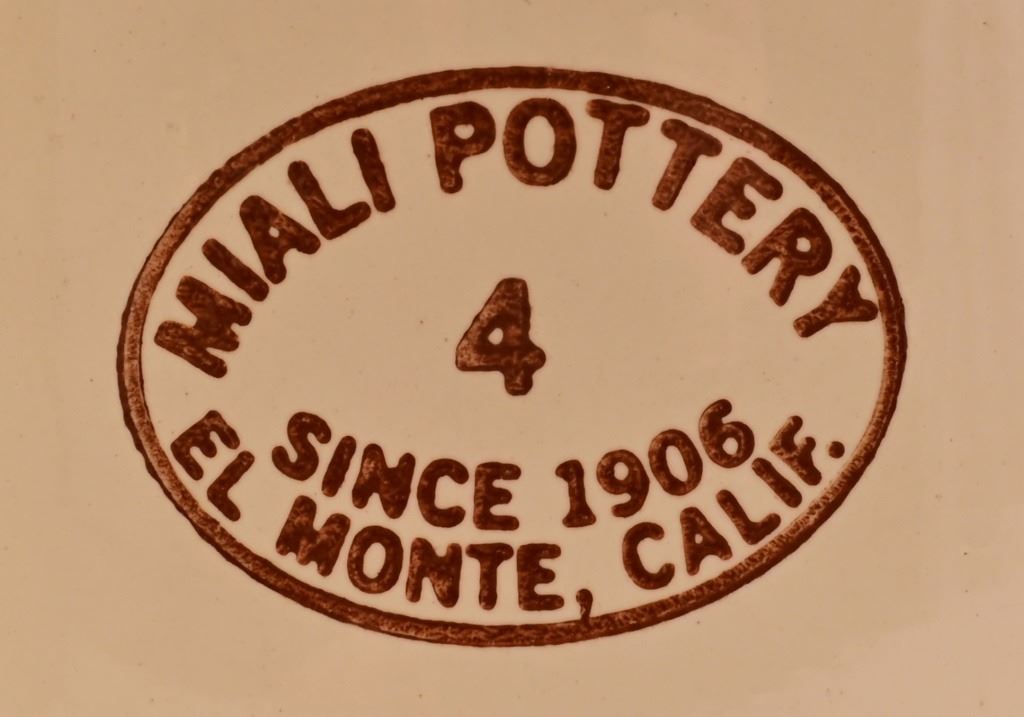 MIALI POTTERY
4
SINCE 1906
EL MONTE, CALIF.